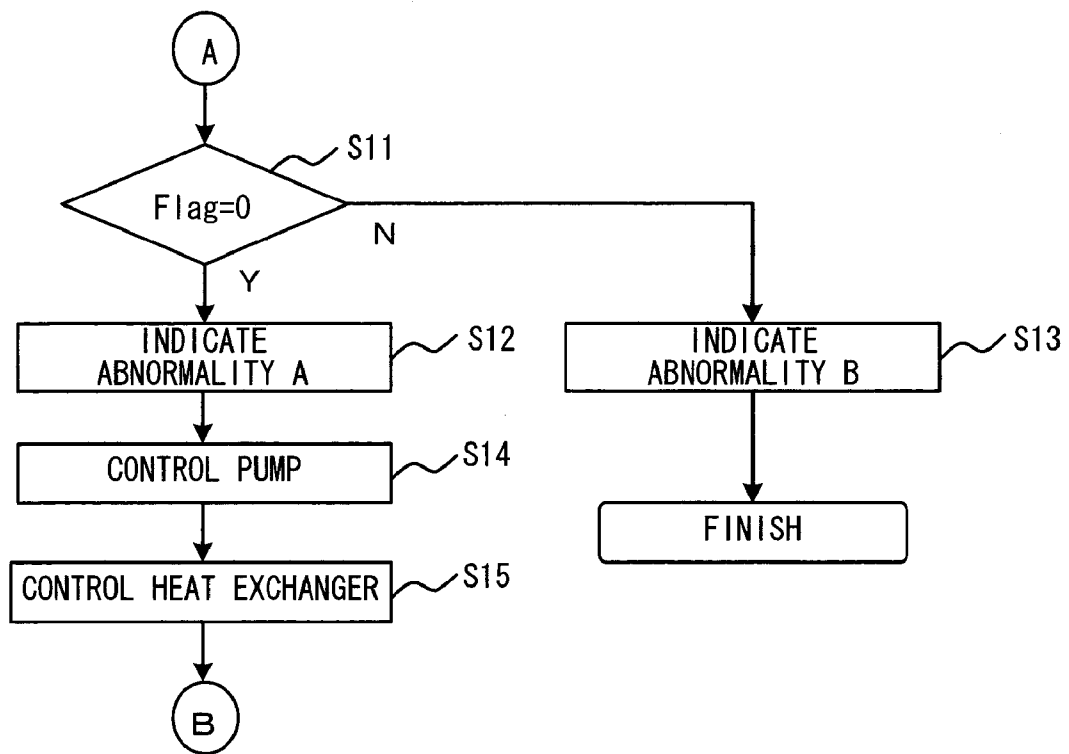 A
S11
Flag=0
N
Y
INDICATE
ABNORMALITY A
S12
INDICATE
ABNORMALITY B
S13
CONTROL PUMP
S14
FINISH
CONTROL HEAT EXCHANGER
S15
B